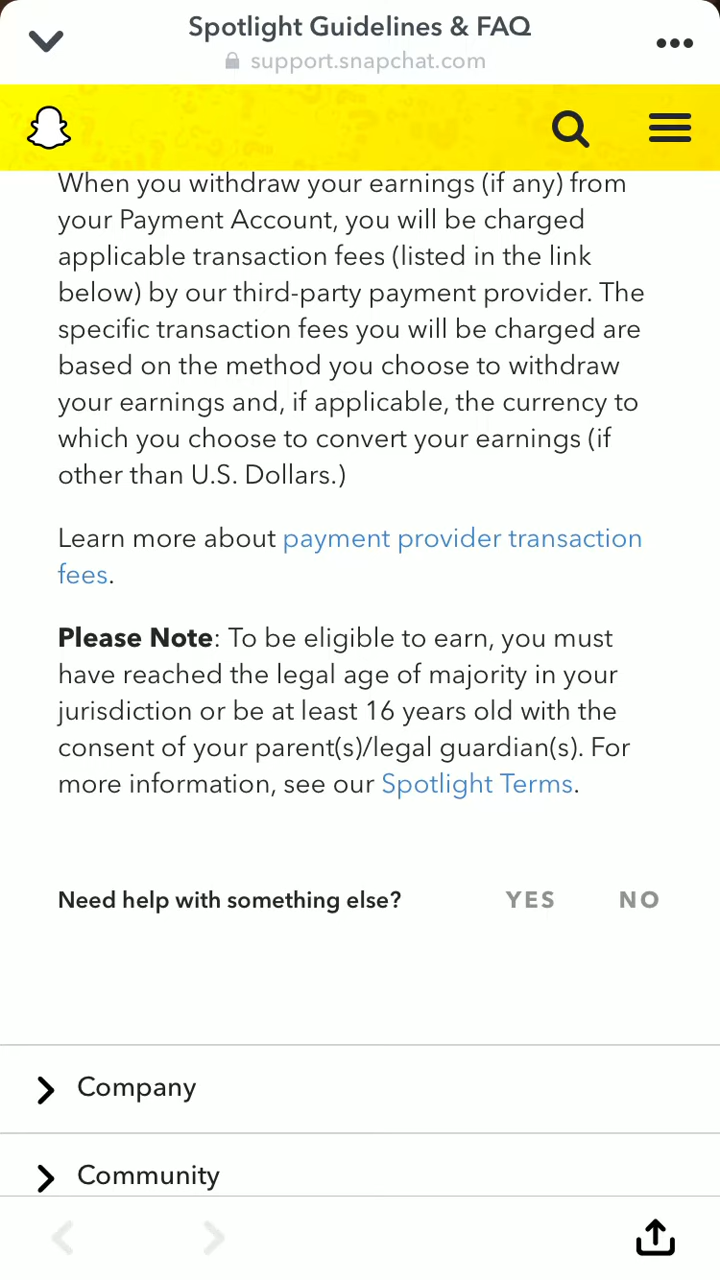 Spotlight Guidelines & FAQ
support.snapchat.com
When you withdraw your earnings (if any) from
your Payment Account, you will be charged
applicable transaction fees (listed in the link
below) by our third-party payment provider. The
specific transaction fees you will be charged are
based on the method you choose to withdraw
your earnings and, if applicable, the currency to
which you choose to convert your earnings (if
other than U.S. Dollars.)
Learn more about payment provider transaction
fees.
Please Note: To be eligible to earn, you must
have reached the legal age of majority in your
jurisdiction or be at least 16 years old with the
consent of your parent(s)/legal guardian(s). For
more information, see our Spotlight Terms.
Need help with something else? YES NO
Company
Community